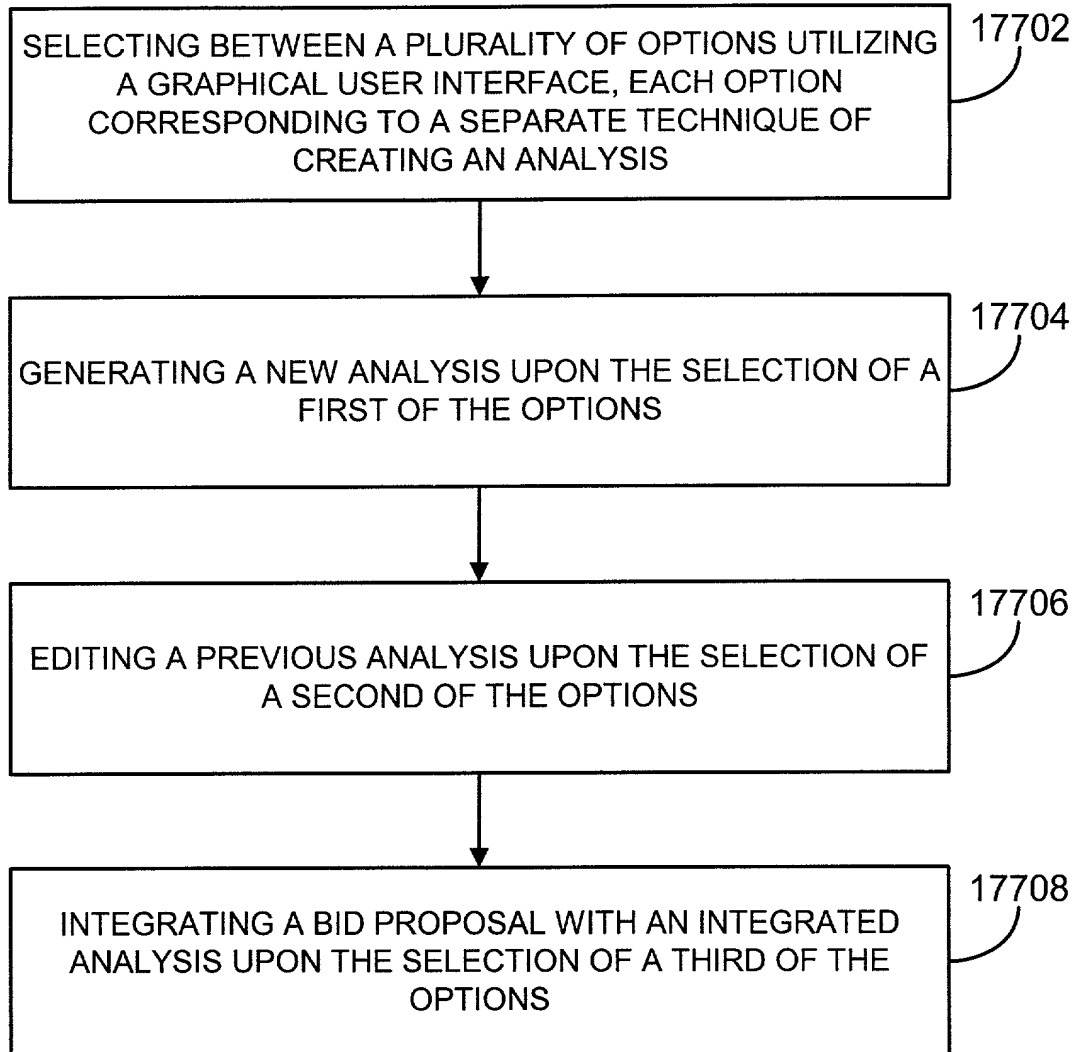 SELECTING BETWEEN A PLURALITY OF OPTIONS UTILIZING
A GRAPHICAL USER INTERFACE, EACH OPTION
CORRESPONDING TO A SEPARATE TECHNIQUE OF
CREATING AN ANALYSIS
17702
GENERATING A NEW ANALYSIS UPON THE SELECTION OF A
FIRST OF THE OPTIONS
17704
EDITING A PREVIOUS ANALYSIS UPON THE SELECTION OF
A SECOND OF THE OPTIONS
17706
INTEGRATING A BID PROPOSAL WITH AN INTEGRATED
ANALYSIS UPON THE SELECTION OF A THIRD OF THE
OPTIONS
17708